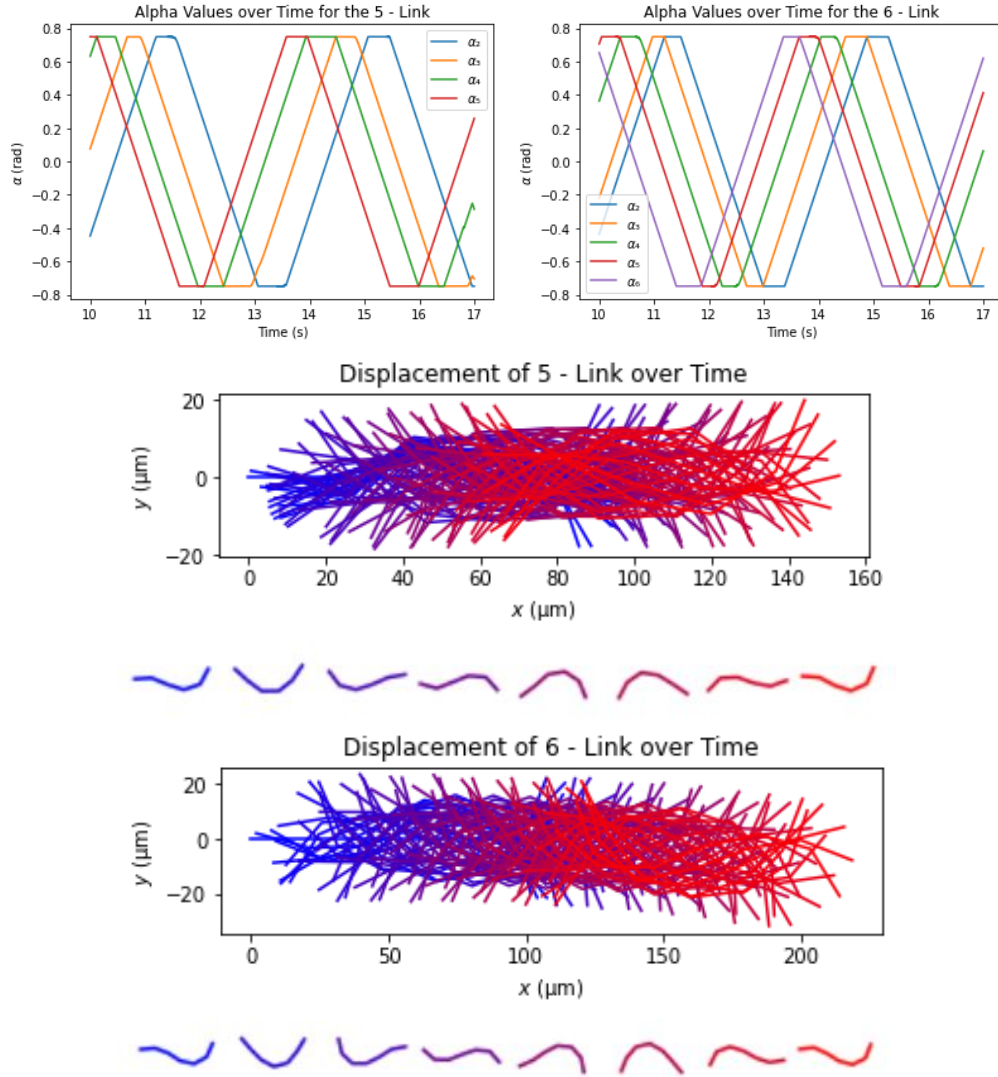 Alpha Values over Time for the 5 - Link
0.8
0.6
0.4
0.2
0.0
−0.2
−0.4
−0.6
−0.8
α (rad)
α₂
α₃
α₄
α₅
10 11 12 13 14 15 16 17
Time (s)
Alpha Values over Time for the 6 - Link
0.8
0.6
0.4
0.2
0.0
−0.2
−0.4
−0.6
−0.8
α (rad)
α₂
α₃
α₄
α₅
α₆
10 11 12 13 14 15 16 17
Time (s)
Displacement of 5 - Link over Time
20
0
−20
y (μm)
0 20 40 60 80 100 120 140 160
x (μm)
Displacement of 6 - Link over Time
20
0
−20
y (μm)
0 50 100 150 200
x (μm)